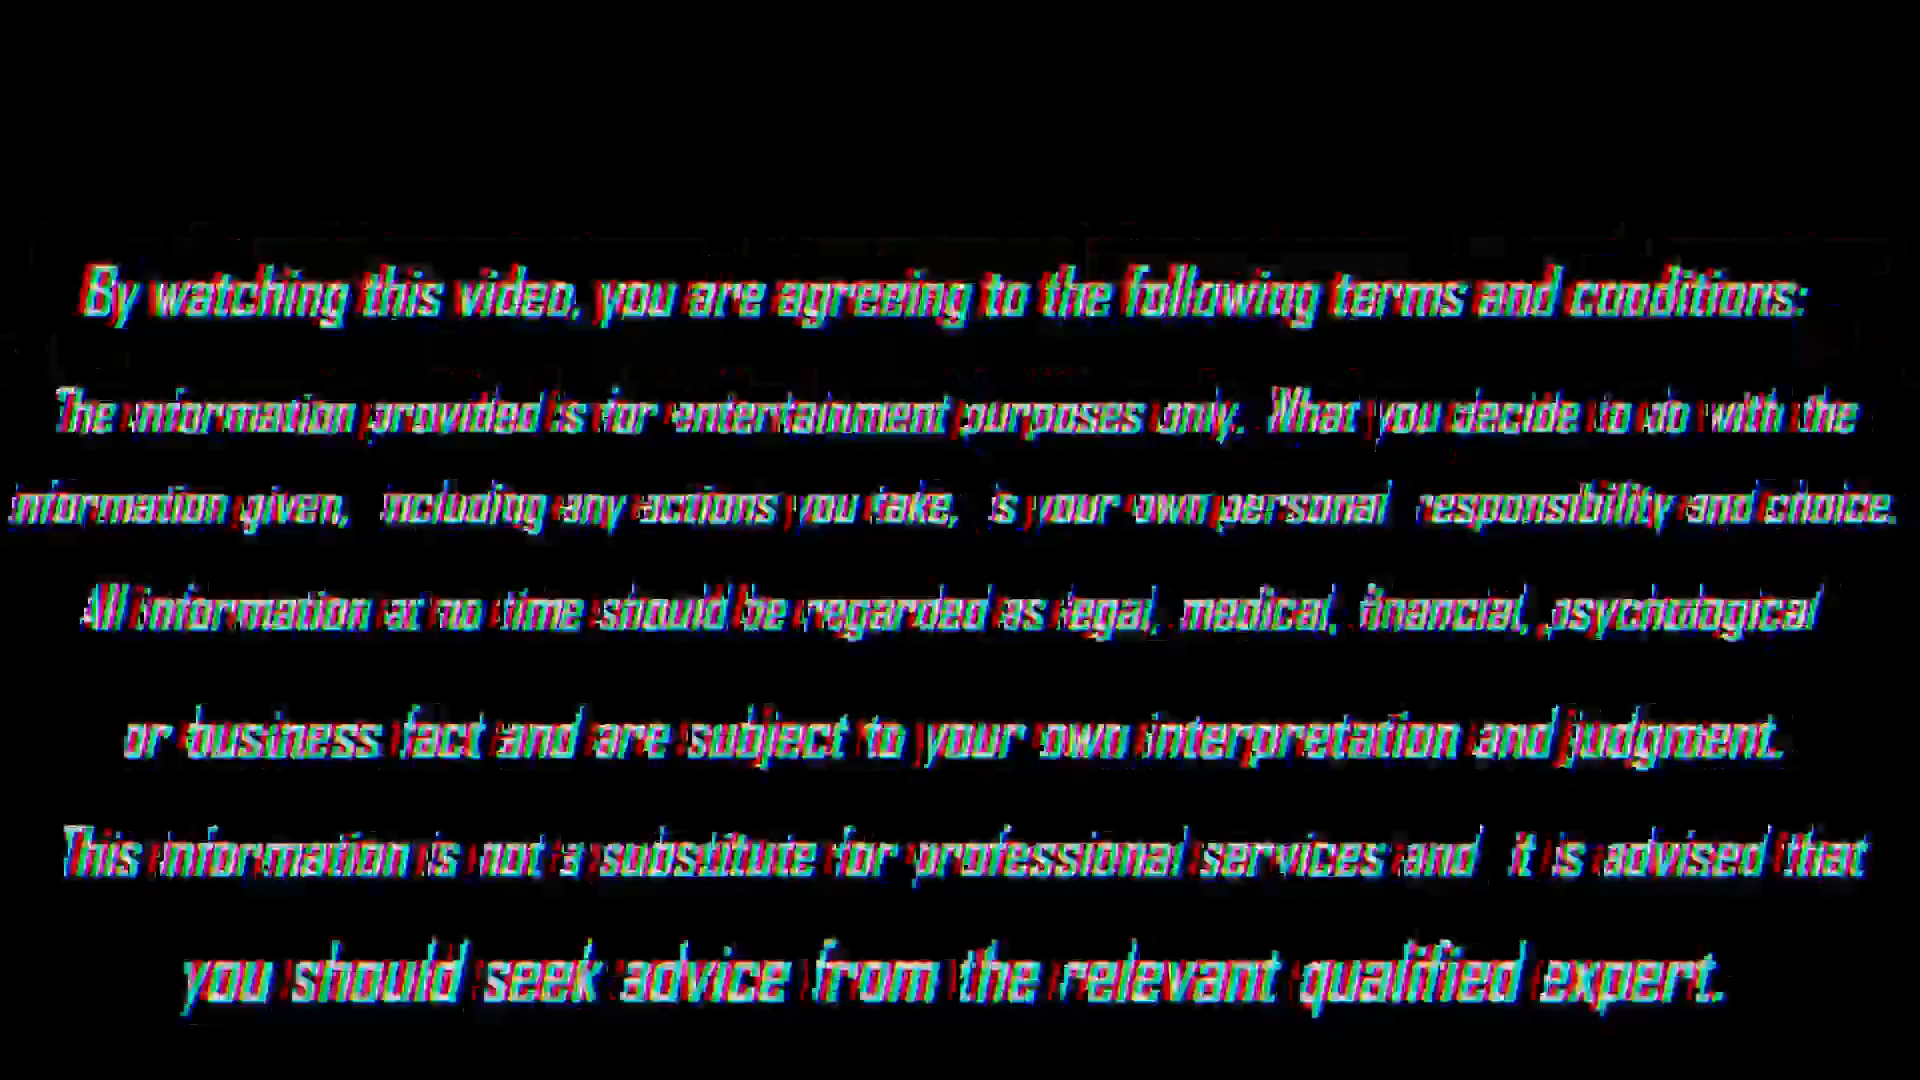 By watching this video, you are agreeing to the following terms and conditions:
The information provided is for entertainment purposes only. What you decide to do with the
information given, including any actions you take, is your own personal responsibility and choice.
All information at no time should be regarded as legal, medical, financial, psychological
or business fact and are subject to your own interpretation and judgment.
This information is not a substitute for professional services and it is advised that
you should seek advice from the relevant qualified expert.